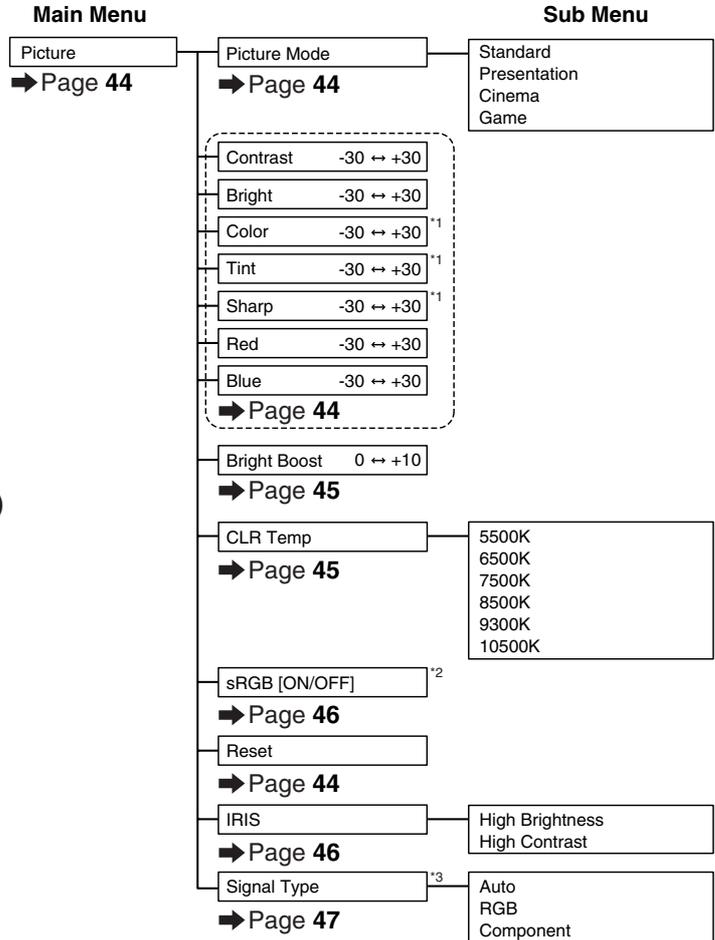 Main Menu
Sub Menu
Picture
➡ Page 44
Picture Mode
➡ Page 44
Standard
Presentation
Cinema
Game
Contrast -30 ↔ +30
Bright -30 ↔ +30
Color -30 ↔ +30 *1
Tint -30 ↔ +30 *1
Sharp -30 ↔ +30 *1
Red -30 ↔ +30
Blue -30 ↔ +30
➡ Page 44
Bright Boost 0 ↔ +10
➡ Page 45
CLR Temp
➡ Page 45
5500K
6500K
7500K
8500K
9300K
10500K
sRGB [ON/OFF] *2
➡ Page 46
Reset
➡ Page 44
IRIS
➡ Page 46
High Brightness
High Contrast
Signal Type *3
➡ Page 47
Auto
RGB
Component